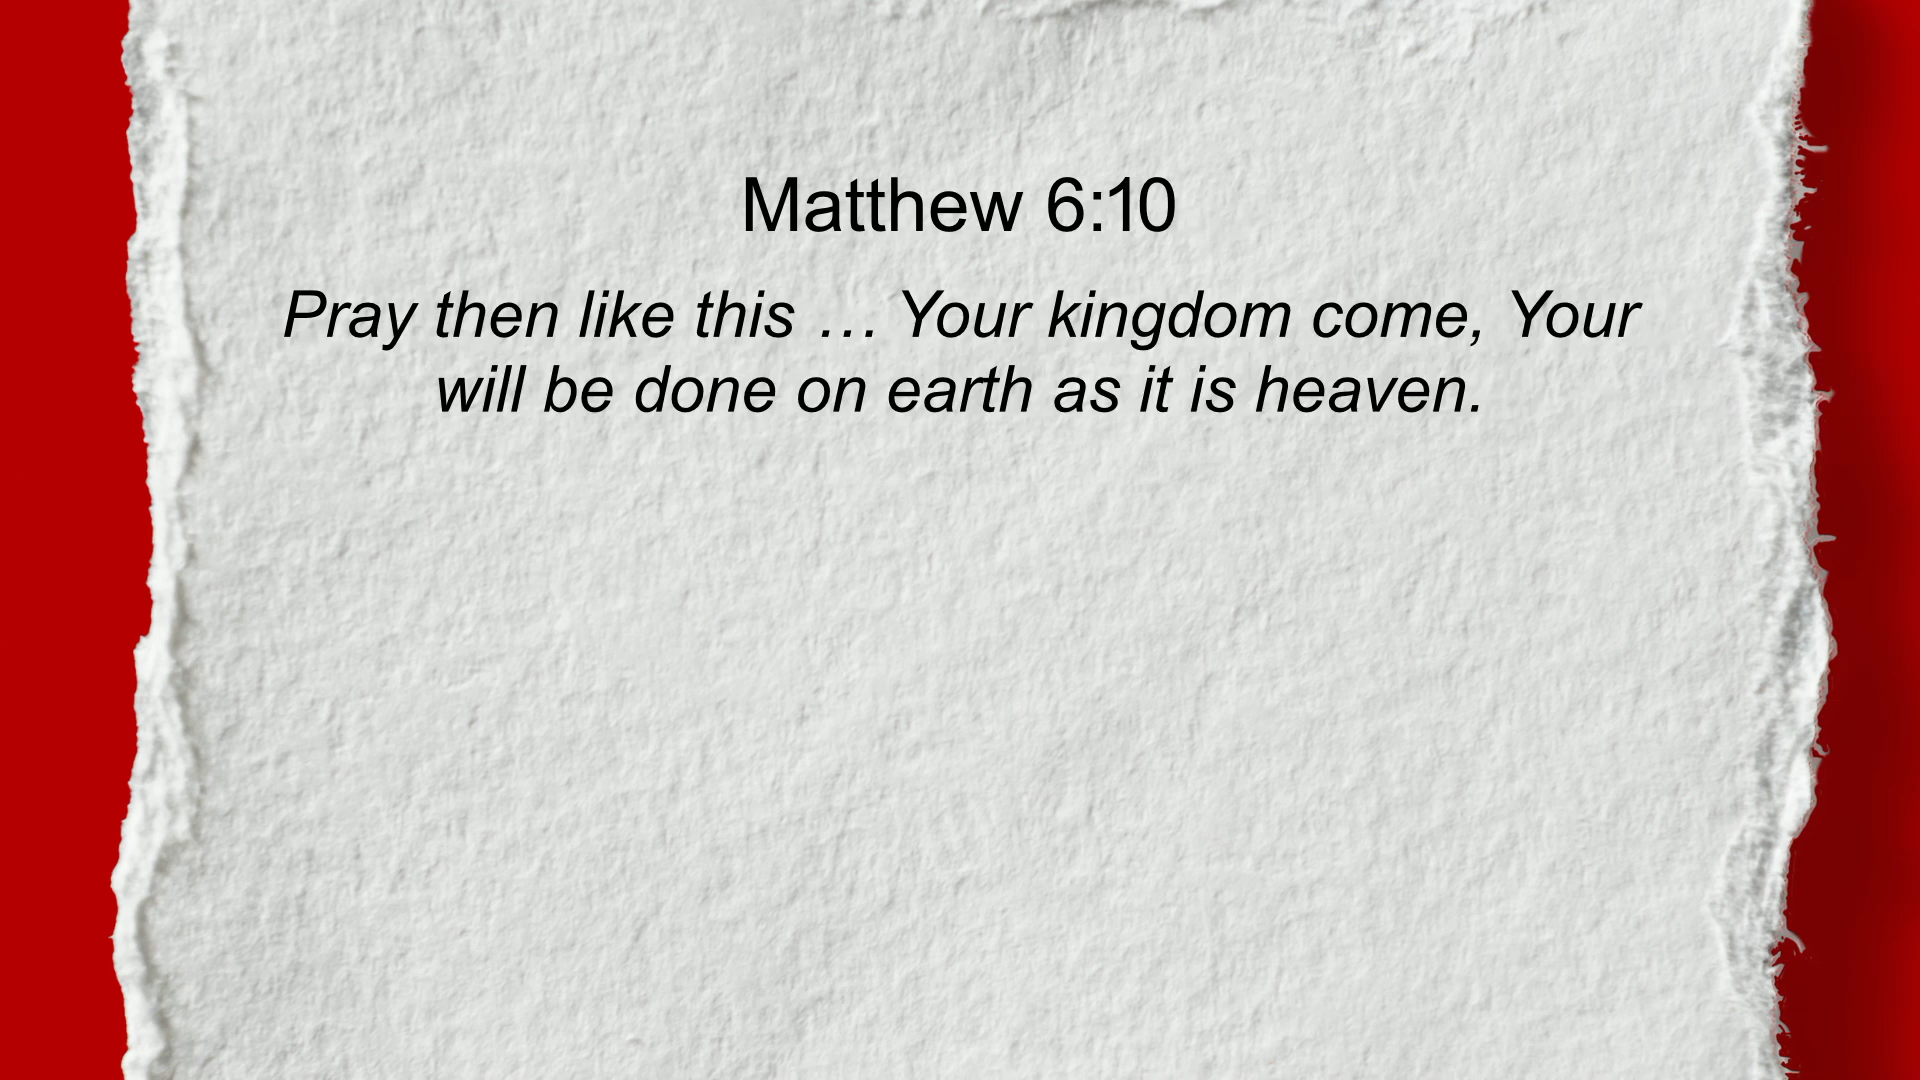 Matthew 6:10
Pray then like this … Your kingdom come, Your
will be done on earth as it is heaven.